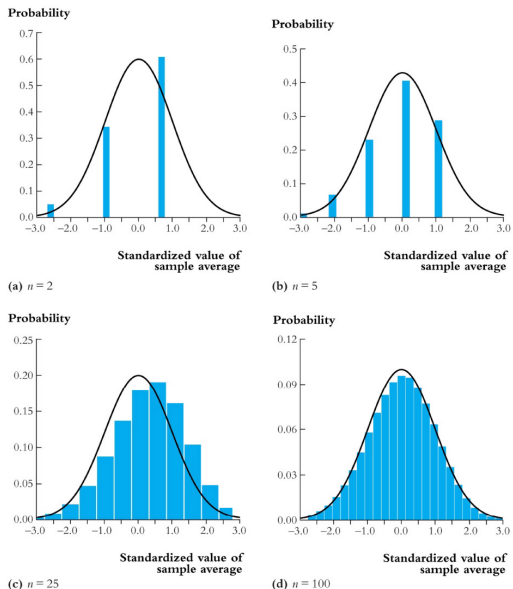 Probability
0.7
0.6
0.5
0.4
0.3
0.2
0.1
0.0
−3.0 −2.0 −1.0 0.0 1.0 2.0 3.0
Standardized value of
sample average
(a) n = 2
Probability
0.5
0.4
0.3
0.2
0.1
0.0
−3.0 −2.0 −1.0 0.0 1.0 2.0 3.0
Standardized value of
sample average
(b) n = 5
Probability
0.25
0.20
0.15
0.10
0.05
0.00
−3.0 −2.0 −1.0 0.0 1.0 2.0 3.0
Standardized value of
sample average
(c) n = 25
Probability
0.12
0.09
0.06
0.03
0.00
−3.0 −2.0 −1.0 0.0 1.0 2.0 3.0
Standardized value of
sample average
(d) n = 100